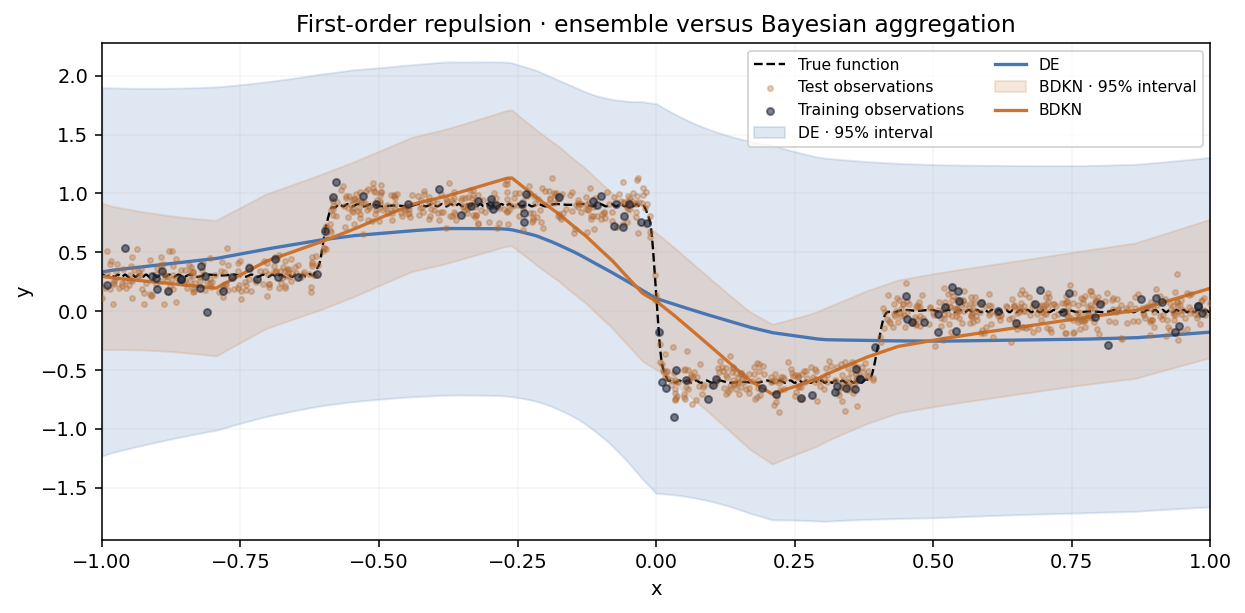 First-order repulsion · ensemble versus Bayesian aggregation
True function
Test observations
Training observations
DE · 95% interval
DE
BDKN · 95% interval
BDKN
y
2.0
1.5
1.0
0.5
0.0
−0.5
−1.0
−1.5
−1.00
−0.75
−0.50
−0.25
0.00
0.25
0.50
0.75
1.00
x